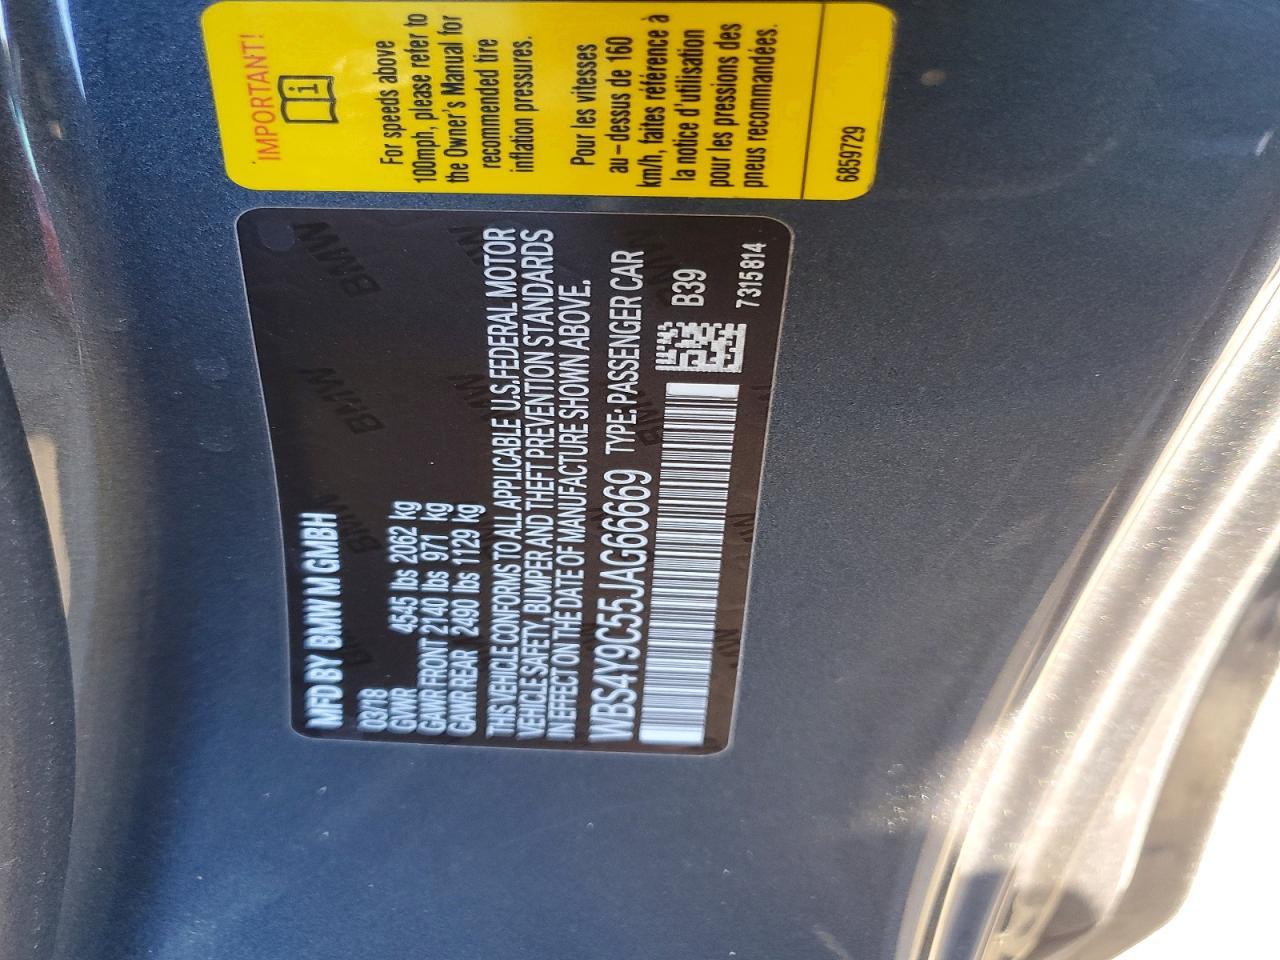 IMPORTANT!
For speeds above
100mph, please refer to
the Owner's Manual for
recommended tire
inflation pressures.
Pour les vitesses
au-dessus de 160
km/h, faites référence à
la notice d'utilisation
pour les pressions des
pneus recommandées.
6859729
MFD BY BMW M GMBH
03/18
GVWR 4545 lbs 2062 kg
GAWR FRONT 2140 lbs 971 kg
GAWR REAR 2490 lbs 1129 kg
THIS VEHICLE CONFORMS TO ALL APPLICABLE U.S. FEDERAL MOTOR
VEHICLE SAFETY, BUMPER AND THEFT PREVENTION STANDARDS
IN EFFECT ON THE DATE OF MANUFACTURE SHOWN ABOVE.
WBS4Y9C55JAG66669 TYPE: PASSENGER CAR
B39
7315814